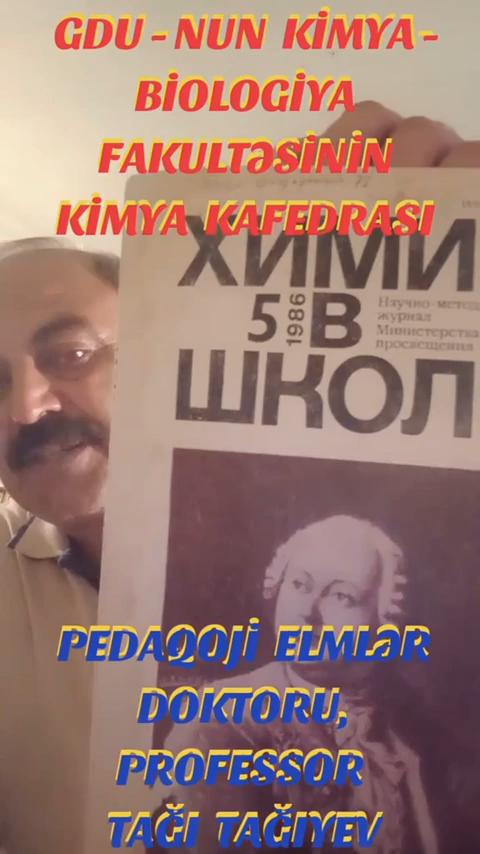 GDU - NUN KİMYA-
BİOLOGİYA
FAKULTƏSİNİN
KİMYA KAFEDRASI
ХИМИ
5 1986 В
Научно-метод
журнал
Министерства
просвещения
ШКОЛ
PEDAQOJİ ELMLƏR
DOKTORU,
PROFESSOR
TAĞI TAĞIYEV